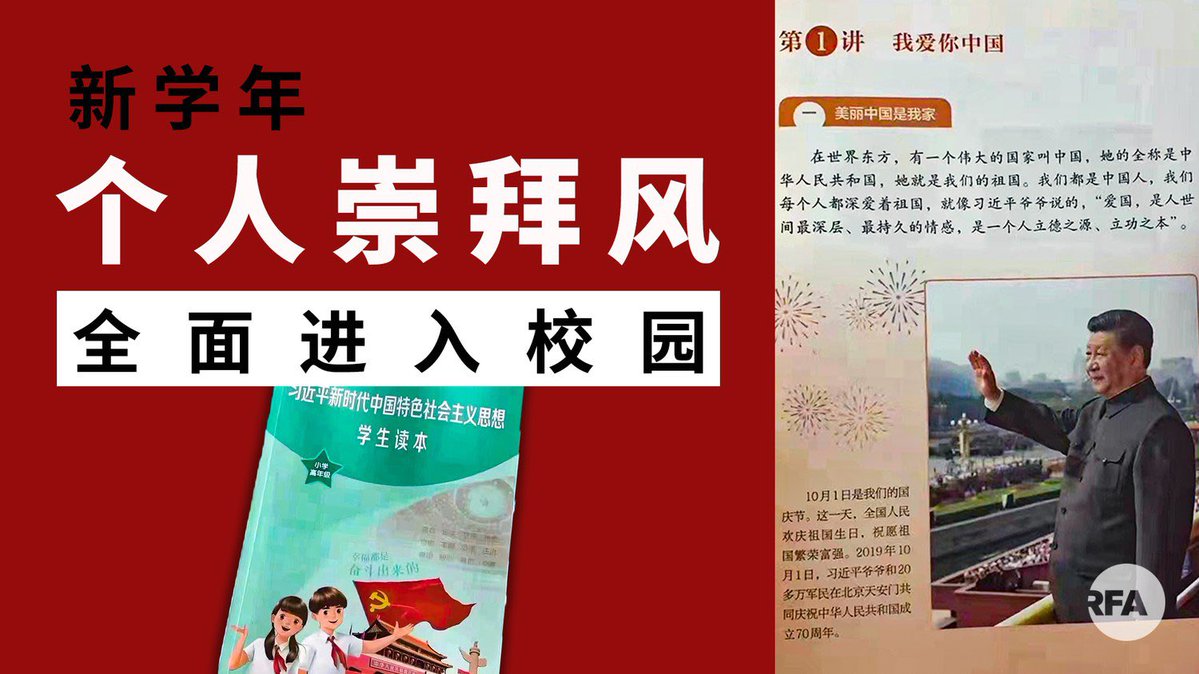 新学年
个人崇拜风
全面进入校园
习近平新时代中国特色社会主义思想
学生读本
小学
高年级
幸福都是
奋斗出来的
第1讲 我爱你中国
一 美丽中国是我家
在世界东方，有一个伟大的国家叫中国，她的全称是中
华人民共和国，她就是我们的祖国。我们都是中国人，我们
每个人都深爱着祖国，就像习近平爷爷说的，“爱国，是人世
间最深层、最持久的情感，是一个人立德之源、立功之本”。
10月1日是我们的国
庆节。这一天，全国人民
欢庆祖国生日，祝愿祖
国繁荣富强。2019年10
月1日，习近平爷爷和20
多万军民在北京天安门共
同庆祝中华人民共和国成
立70周年。
RFA